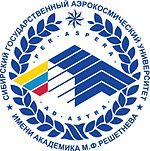 СИБИРСКИЙ ГОСУДАРСТВЕННЫЙ АЭРОКОСМИЧЕСКИЙ УНИВЕРСИТЕТ
PER ASPERA
AD ASTRA
ИМЕНИ АКАДЕМИКА М.Ф.РЕШЕТНЕВА